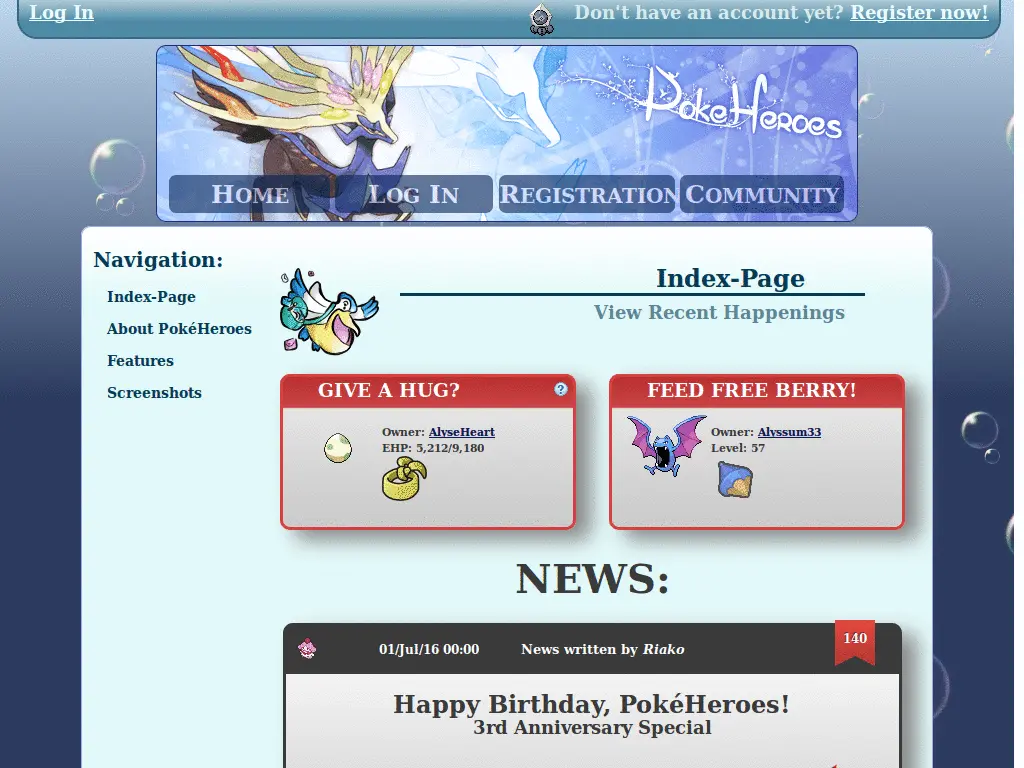 Log In
Don't have an account yet? Register now!
PokeHeroes
Home
Log In
Registration
Community
Navigation:
Index-Page
About PokéHeroes
Features
Screenshots
Index-Page
View Recent Happenings
GIVE A HUG?
?
Owner: AlyseHeart
EHP: 5,212/9,180
FEED FREE BERRY!
Owner: Alyssum33
Level: 57
NEWS:
01/Jul/16 00:00
News written by Riako
140
Happy Birthday, PokéHeroes!
3rd Anniversary Special